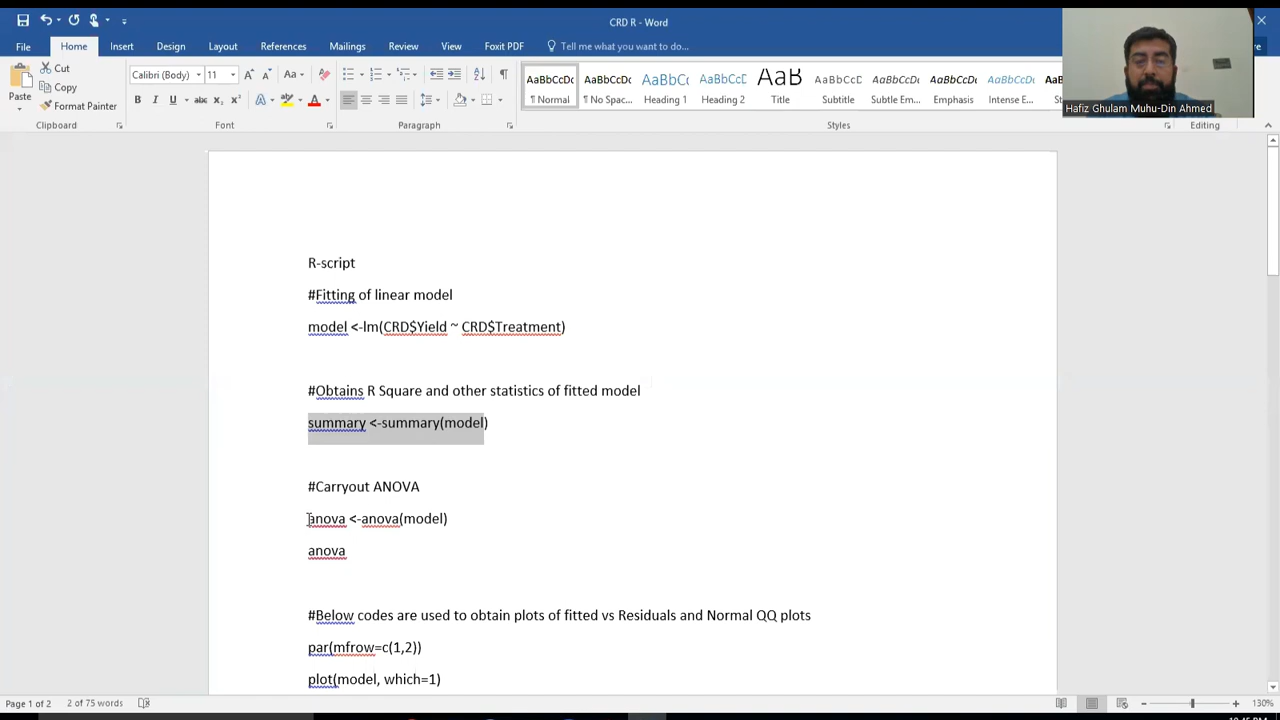 CRD R - Word
File Home Insert Design Layout References Mailings Review View Foxit PDF Tell me what you want to do...
Paste
Cut
Copy
Format Painter
Clipboard
Calibri (Body) 11
Font
Paragraph
AaBbCcDc AaBbCcDc AaBbCc AaBbCcC AaB AaBbCcD AaBbCcDc AaBbCcDc AaBbCcDc
¶ Normal ¶ No Spac... Heading 1 Heading 2 Title Subtitle Subtle Em... Emphasis Intense E...
Styles
Editing
Hafiz Ghulam Muhu-Din Ahmed
R-script
#Fitting of linear model
model <-lm(CRD$Yield ~ CRD$Treatment)
#Obtains R Square and other statistics of fitted model
summary <-summary(model)
#Carryout ANOVA
anova <-anova(model)
anova
#Below codes are used to obtain plots of fitted vs Residuals and Normal QQ plots
par(mfrow=c(1,2))
plot(model, which=1)
Page 1 of 2 2 of 75 words
130%